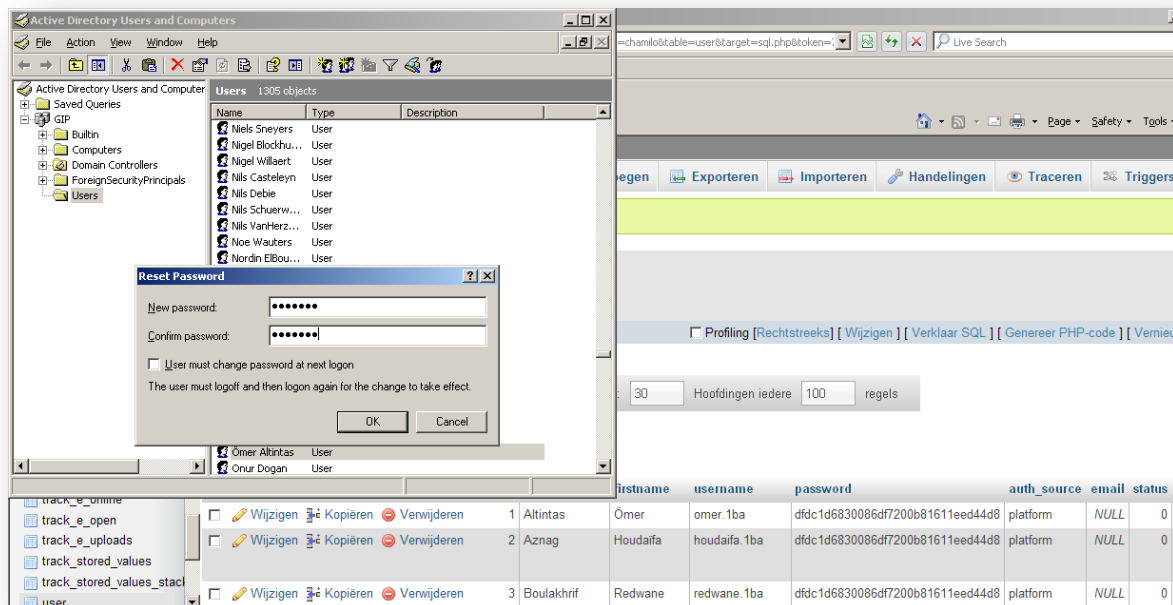 Active Directory Users and Computers
File Action View Window Help
=chamilo&table=user&target=sql.php&token=
Live Search
Active Directory Users and Computer
Saved Queries
GIP
Builtin
Computers
Domain Controllers
ForeignSecurityPrincipals
Users
Users 1305 objects
Name Type Description
Niels Sneyers User
Nigel Blockhu... User
Nigel Willaert User
Nils Casteleyn User
Nils Debie User
Nils Schuerw... User
Nils VanHerz... User
Noe Wauters User
Nordin ElBou... User
Page Safety Tools
Exporteren Importeren Handelingen Traceren Triggers
Reset Password
New password:
Confirm password:
User must change password at next logon
The user must logoff and then logon again for the change to take effect.
OK Cancel
Profiling [Rechtstreeks] [ Wijzigen ] [ Verklaar SQL ] [ Genereer PHP-code ] [ Vernieu
: 30 Hoofdingen iedere 100 regels
Ömer Altintas User
Onur Dogan User
firstname username password auth_source email status
track_e_online
track_e_open
track_e_uploads
track_stored_values
track_stored_values_stack
user
Wijzigen Kopiëren Verwijderen 1 Altintas Ömer omer.1ba dfdc1d6830086df7200b81611eed44d8 platform NULL 0
Wijzigen Kopiëren Verwijderen 2 Aznag Houdaïfa houdaifa.1ba dfdc1d6830086df7200b81611eed44d8 platform NULL 0
Wijzigen Kopiëren Verwijderen 3 Boulakhrif Redwane redwane.1ba dfdc1d6830086df7200b81611eed44d8 platform NULL 0